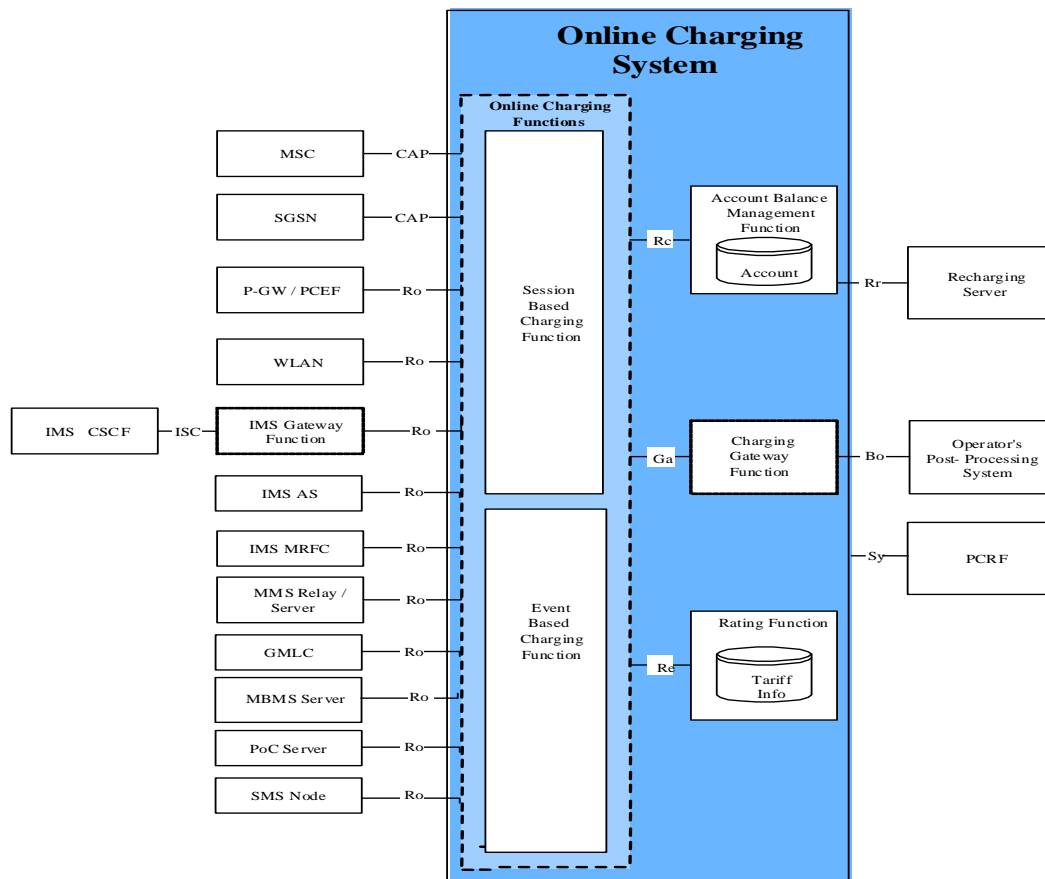 Online Charging
System
Online Charging
Functions
MSC
CAP
SGSN
CAP
P-GW / PCEF
Ro
WLAN
Ro
IMS CSCF
ISC
IMS Gateway
Function
Ro
IMS AS
Ro
IMS MRFC
Ro
MMS Relay /
Server
Ro
GMLC
Ro
MBMS Server
Ro
PoC Server
Ro
SMS Node
Ro
Session
Based
Charging
Function
Event
Based
Charging
Function
Rc
Account Balance
Management
Function
Account
Rr
Recharging
Server
Ga
Charging
Gateway
Function
Bo
Operator's
Post- Processing
System
Sy
PCRF
Re
Rating Function
Tariff
Info